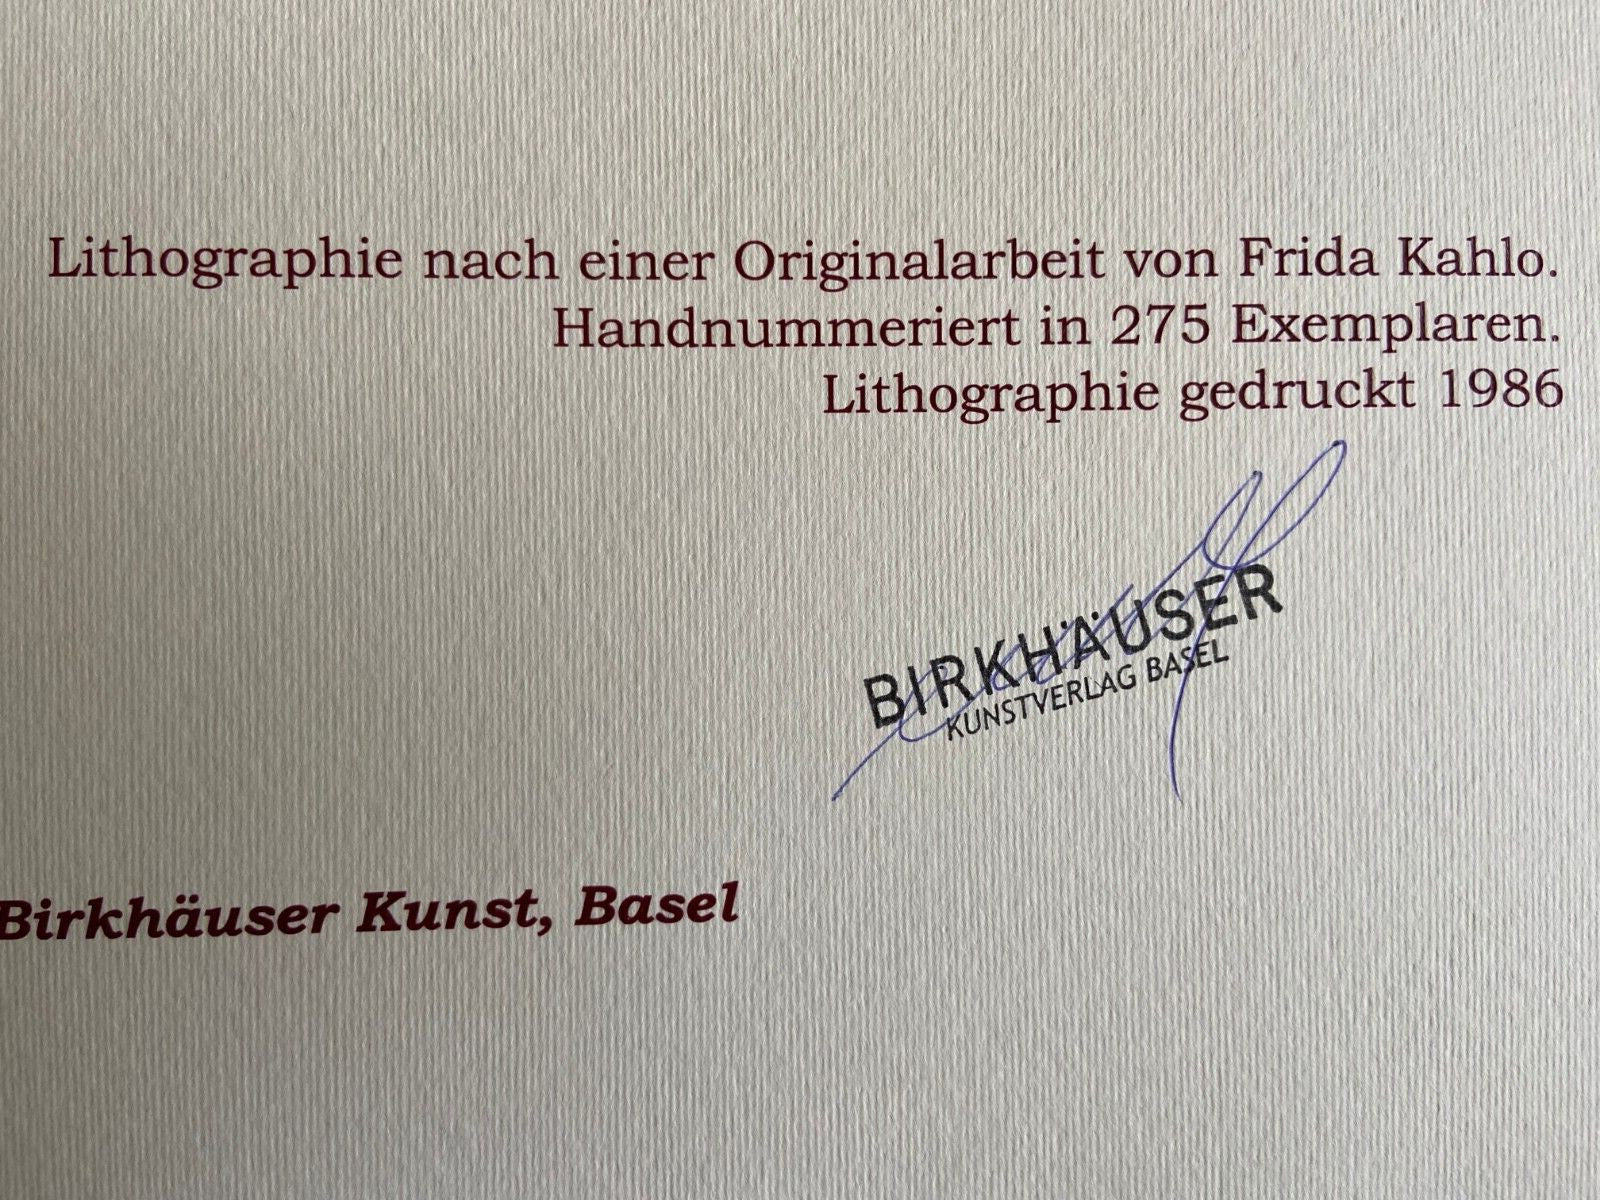 Lithographie nach einer Originalarbeit von Frida Kahlo.
Handnummeriert in 275 Exemplaren.
Lithographie gedruckt 1986
BIRKHÄUSER
KUNSTVERLAG BASEL
Birkhäuser Kunst, Basel